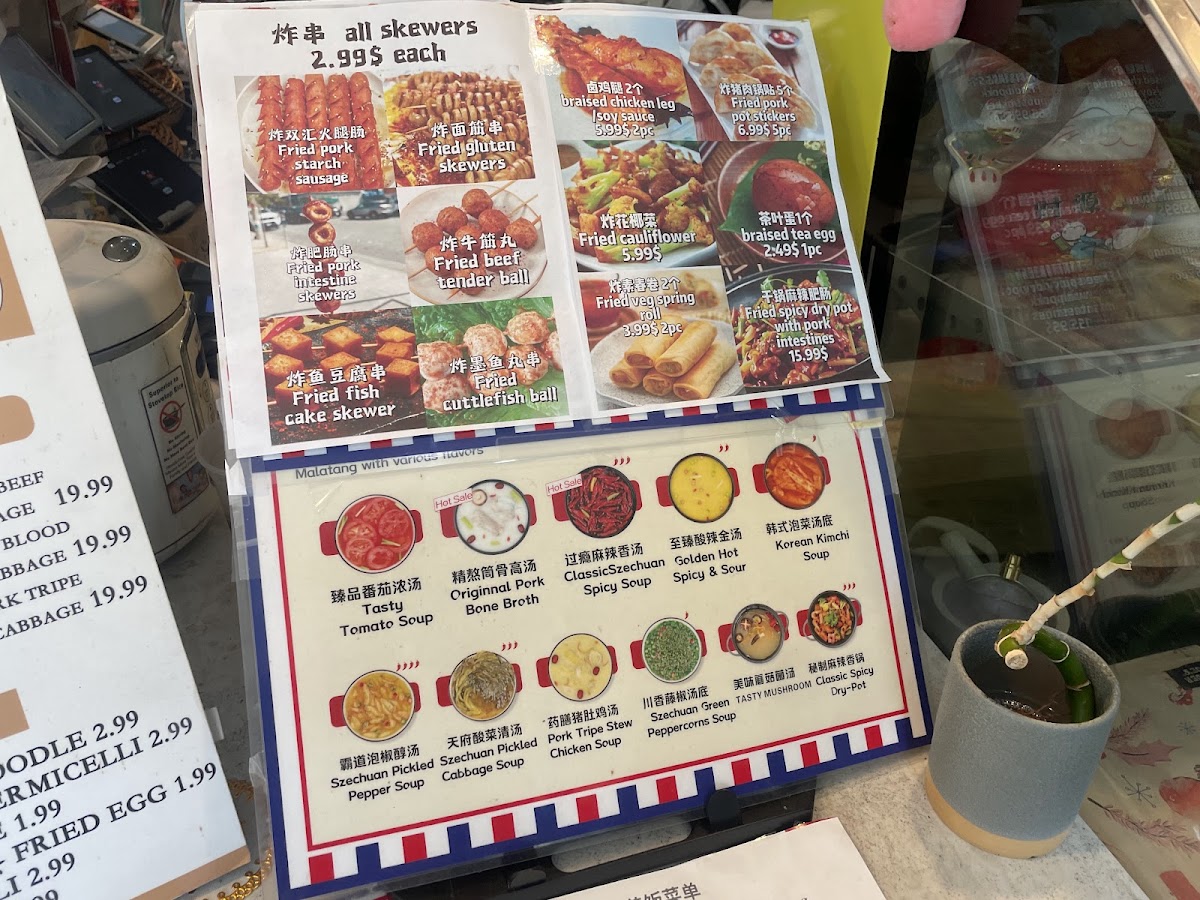 炸串 all skewers
2.99$ each
炸双汇火腿肠
Fried pork
starch
sausage
炸面筋串
Fried gluten
skewers
炸肥肠串
Fried pork
intestine
skewers
炸牛筋丸
Fried beef
tender ball
炸鱼豆腐串
Fried fish
cake skewer
炸墨鱼丸串
Fried
cuttlefish ball
卤鸡腿 2个
braised chicken leg
/soy sauce
5.99$ 2pc
炸猪肉锅贴 5个
Fried pork
pot stickers
6.99$ 5pc
炸花椰菜
Fried cauliflower
5.99$
茶叶蛋1个
braised tea egg
2.49$ 1pc
炸素春卷 2个
Fried veg spring
roll
3.99$ 2pc
干锅麻辣肥肠
Fried spicy dry pot
with pork
intestines
15.99$
Malatang with various flavors
臻品番茄浓汤
Tasty
Tomato Soup
Hot Sale
精熬筒骨高汤
Originnal Pork
Bone Broth
Hot Sale
过瘾麻辣香汤
ClassicSzechuan
Spicy Soup
至臻酸辣金汤
Golden Hot
Spicy & Sour
韩式泡菜汤底
Korean Kimchi
Soup
霸道泡椒醇汤
Szechuan Pickled
Pepper Soup
天府酸菜清汤
Szechuan Pickled
Cabbage Soup
药膳猪肚鸡汤
Pork Tripe Stew
Chicken Soup
川香藤椒汤底
Szechuan Green
Peppercorns Soup
美味蘑菇菌汤
TASTY MUSHROOM
秘制麻辣香锅
Classic Spicy
Dry-Pot
BEEF
AGE 19.99
BLOOD
BBAGE 19.99
RK TRIPE
CABBAGE 19.99
OODLE 2.99
ERMICELLI 2.99
E 1.99
FRIED EGG 1.99
LI 2.99
99
饭菜单